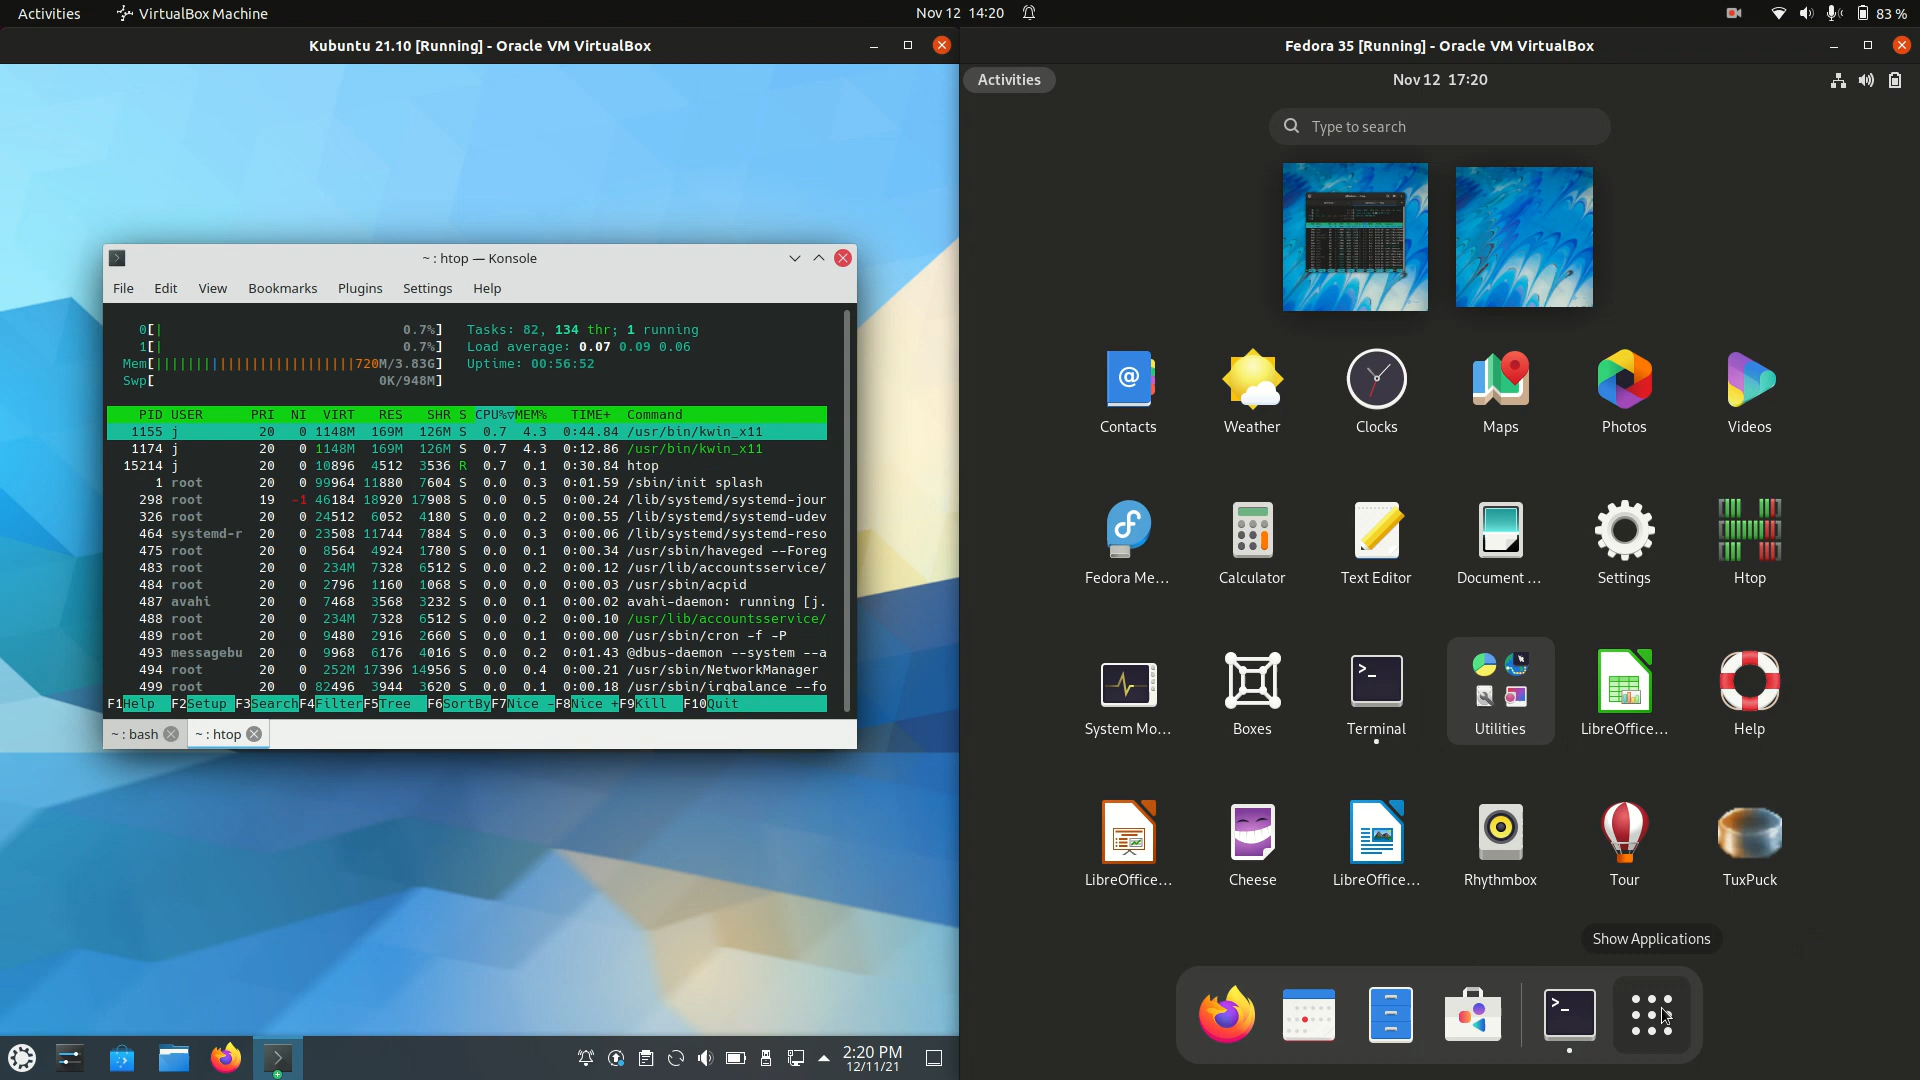 Activities
VirtualBox Machine
Nov 12 14:20
83 %
Kubuntu 21.10 [Running] - Oracle VM VirtualBox
~ : htop — Konsole
File Edit View Bookmarks Plugins Settings Help
0[| 0.7%] Tasks: 82, 134 thr; 1 running
1[| 0.7%] Load average: 0.07 0.09 0.06
Mem[|||||||||||||||||||||||||720M/3.83G] Uptime: 00:56:52
Swp[ 0K/948M]
PID USER PRI NI VIRT RES SHR S CPU%▽MEM% TIME+ Command
1155 j 20 0 1148M 169M 126M S 0.7 4.3 0:44.84 /usr/bin/kwin_x11
1174 j 20 0 1148M 169M 126M S 0.7 4.3 0:12.86 /usr/bin/kwin_x11
15214 j 20 0 10896 4512 3536 R 0.7 0.1 0:30.84 htop
1 root 20 0 99964 11880 7604 S 0.0 0.3 0:01.59 /sbin/init splash
298 root 19 -1 46184 18920 17908 S 0.0 0.5 0:00.24 /lib/systemd/systemd-jour
326 root 20 0 24512 6052 4180 S 0.0 0.2 0:00.55 /lib/systemd/systemd-udev
464 systemd-r 20 0 23508 11744 7884 S 0.0 0.3 0:00.06 /lib/systemd/systemd-reso
475 root 20 0 8564 4924 1780 S 0.0 0.1 0:00.34 /usr/sbin/haveged --Foreg
483 root 20 0 234M 7328 6512 S 0.0 0.2 0:00.12 /usr/lib/accountsservice/
484 root 20 0 2796 1160 1068 S 0.0 0.0 0:00.03 /usr/sbin/acpid
487 avahi 20 0 7468 3568 3232 S 0.0 0.1 0:00.02 avahi-daemon: running [j.
488 root 20 0 234M 7328 6512 S 0.0 0.2 0:00.10 /usr/lib/accountsservice/
489 root 20 0 9480 2916 2660 S 0.0 0.1 0:00.00 /usr/sbin/cron -f -P
493 messagebu 20 0 9968 6176 4016 S 0.0 0.2 0:01.43 @dbus-daemon --system --a
494 root 20 0 252M 17396 14956 S 0.0 0.4 0:00.21 /usr/sbin/NetworkManager
499 root 20 0 82496 3944 3620 S 0.0 0.1 0:00.18 /usr/sbin/irqbalance --fo
F1Help F2Setup F3SearchF4FilterF5Tree F6SortByF7Nice -F8Nice +F9Kill F10Quit
~ : bash ~ : htop
2:20 PM
12/11/21
Fedora 35 [Running] - Oracle VM VirtualBox
Activities
Nov 12 17:20
Type to search
Contacts Weather Clocks Maps Photos Videos
Fedora Me... Calculator Text Editor Document ... Settings Htop
System Mo... Boxes Terminal Utilities LibreOffice... Help
LibreOffice... Cheese LibreOffice... Rhythmbox Tour TuxPuck
Show Applications